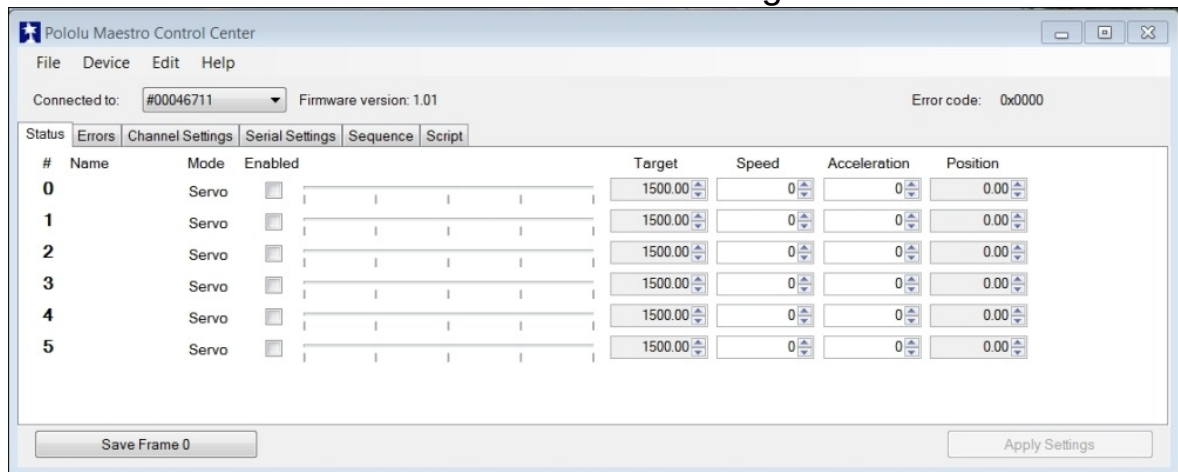 Pololu Maestro Control Center
File Device Edit Help
Connected to: #00046711 Firmware version: 1.01 Error code: 0x0000
Status Errors Channel Settings Serial Settings Sequence Script
# Name Mode Enabled Target Speed Acceleration Position
0 Servo 1500.00 0 0 0.00
1 Servo 1500.00 0 0 0.00
2 Servo 1500.00 0 0 0.00
3 Servo 1500.00 0 0 0.00
4 Servo 1500.00 0 0 0.00
5 Servo 1500.00 0 0 0.00
Save Frame 0 Apply Settings